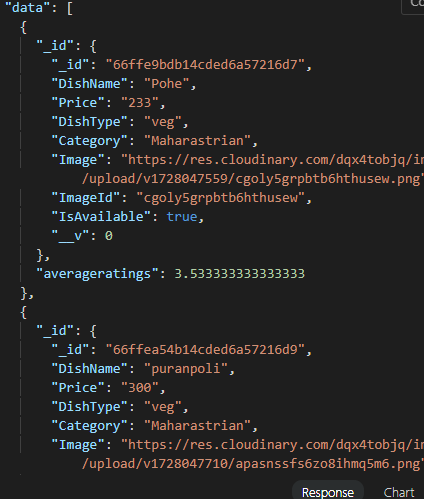 Co
"data": [
{
"_id": {
"_id": "66ffe9bdb14cded6a57216d7",
"DishName": "Pohe",
"Price": "233",
"DishType": "veg",
"Category": "Maharastrian",
"Image": "https://res.cloudinary.com/dqx4tobjq/im
/upload/v1728047559/cgoly5grpbtb6hthusew.png"
"ImageId": "cgoly5grpbtb6hthusew",
"IsAvailable": true,
"__v": 0
},
"averageratings": 3.533333333333333
},
{
"_id": {
"_id": "66ffea54b14cded6a57216d9",
"DishName": "puranpoli",
"Price": "300",
"DishType": "veg",
"Category": "Maharastrian",
"Image": "https://res.cloudinary.com/dqx4tobjq/im
/upload/v1728047710/apasnssfs6zo8ihmq5m6.png"
Response Chart